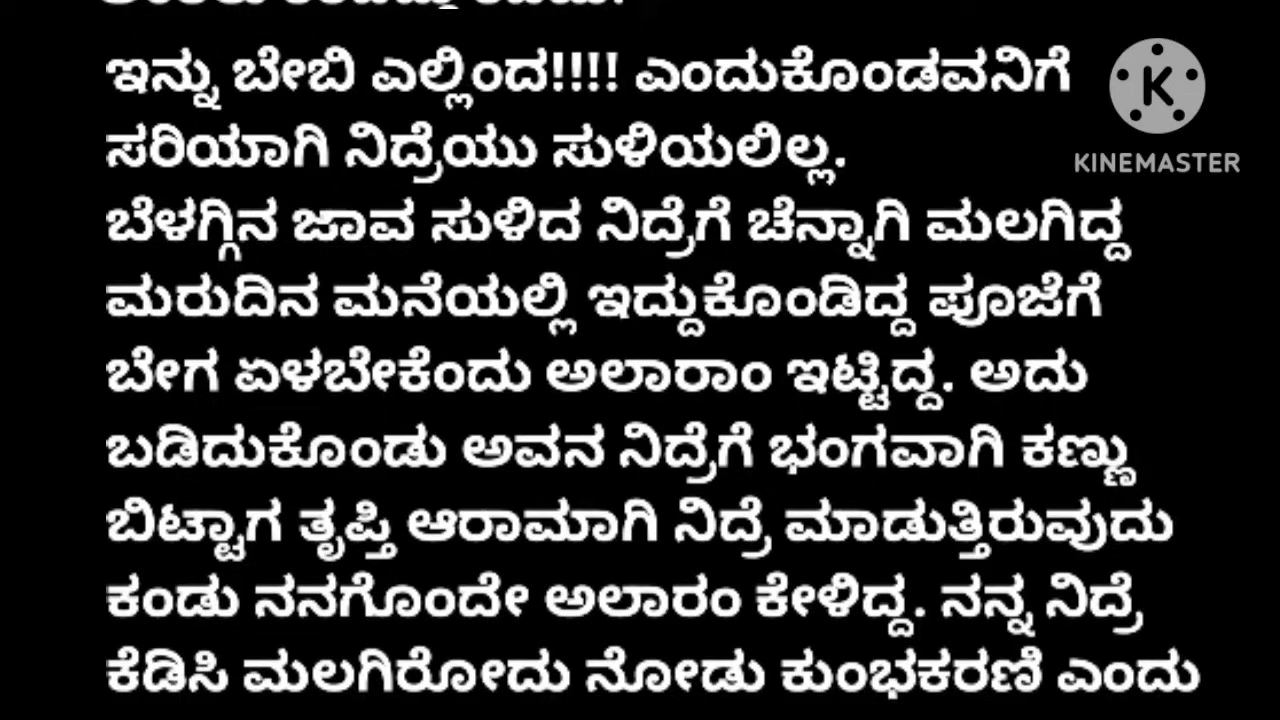 ಇನ್ನು ಬೇಬಿ ಎಲ್ಲಿಂದ!!!! ಎಂದುಕೊಂಡವನಿಗೆ
ಸರಿಯಾಗಿ ನಿದ್ರೆಯು ಸುಳಿಯಲಿಲ್ಲ.
ಬೆಳಗ್ಗಿನ ಜಾವ ಸುಳಿದ ನಿದ್ರೆಗೆ ಚೆನ್ನಾಗಿ ಮಲಗಿದ್ದ
ಮರುದಿನ ಮನೆಯಲ್ಲಿ ಇದ್ದುಕೊಂಡಿದ್ದ ಪೂಜೆಗೆ
ಬೇಗ ಏಳಬೇಕೆಂದು ಅಲಾರಾಂ ಇಟ್ಟಿದ್ದ. ಅದು
ಬಡಿದುಕೊಂಡು ಅವನ ನಿದ್ರೆಗೆ ಭಂಗವಾಗಿ ಕಣ್ಣು
ಬಿಟ್ಟಾಗ ತೃಪ್ತಿ ಆರಾಮಾಗಿ ನಿದ್ರೆ ಮಾಡುತ್ತಿರುವುದು
ಕಂಡು ನನಗೊಂದೇ ಅಲಾರಂ ಕೇಳಿದ್ದ. ನನ್ನ ನಿದ್ರೆ
ಕೆಡಿಸಿ ಮಲಗಿರೋದು ನೋಡು ಕುಂಭಕರಣಿ ಎಂದು
K
KINEMASTER